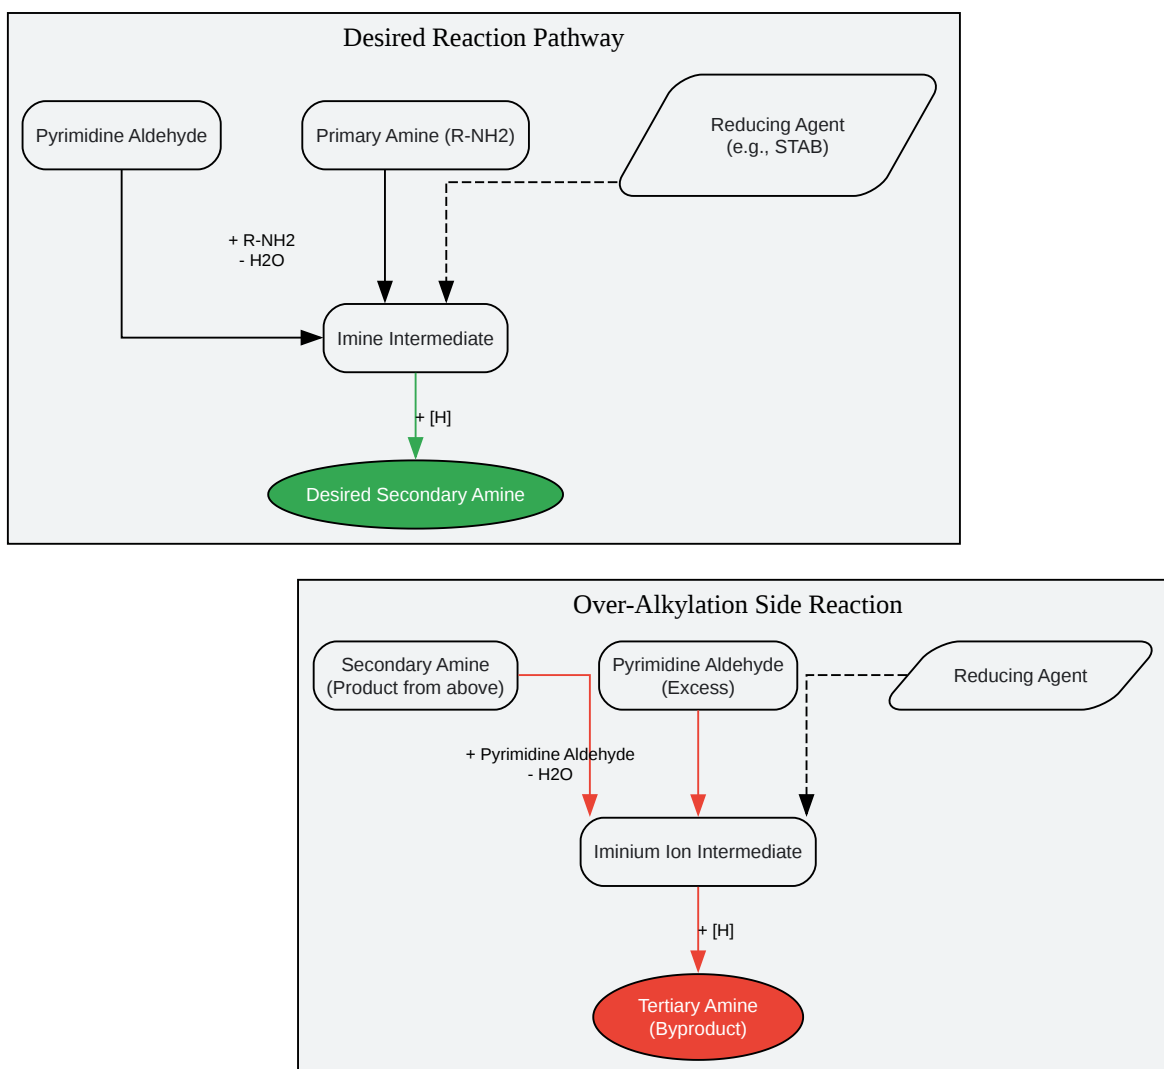 Desired Reaction Pathway
Pyrimidine Aldehyde
Primary Amine (R-NH2)
Reducing Agent
(e.g., STAB)
+ R-NH2
- H2O
Imine Intermediate
+ [H]
Desired Secondary Amine
Over-Alkylation Side Reaction
Secondary Amine
(Product from above)
Pyrimidine Aldehyde
(Excess)
Reducing Agent
+ Pyrimidine Aldehyde
- H2O
Iminium Ion Intermediate
+ [H]
Tertiary Amine
(Byproduct)